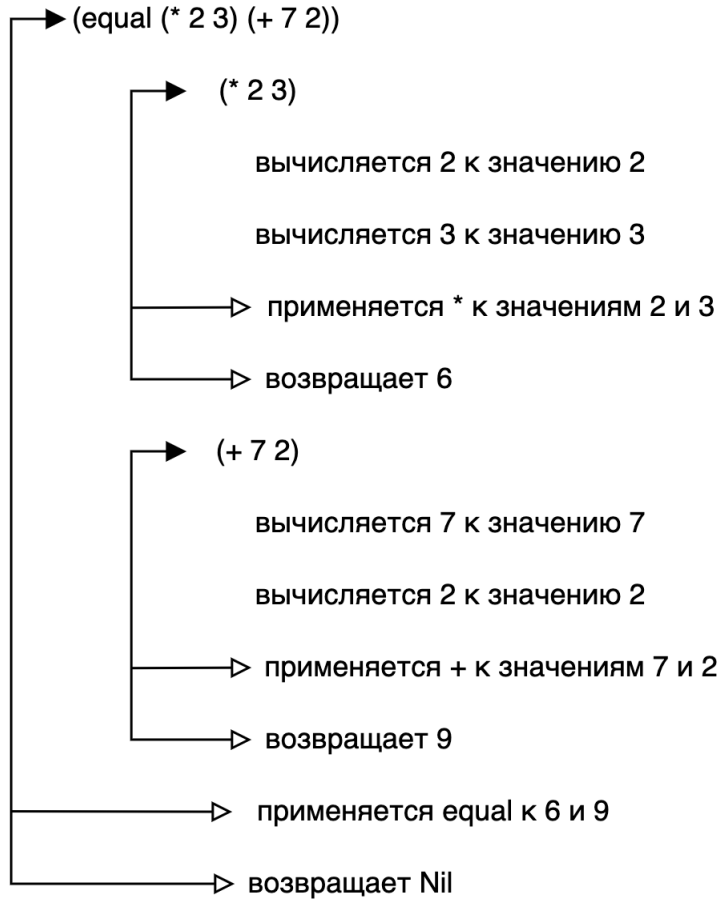 (equal (* 2 3) (+ 7 2))
(* 2 3)
вычисляется 2 к значению 2
вычисляется 3 к значению 3
применяется * к значениям 2 и 3
возвращает 6
(+ 7 2)
вычисляется 7 к значению 7
вычисляется 2 к значению 2
применяется + к значениям 7 и 2
возвращает 9
применяется equal к 6 и 9
возвращает Nil